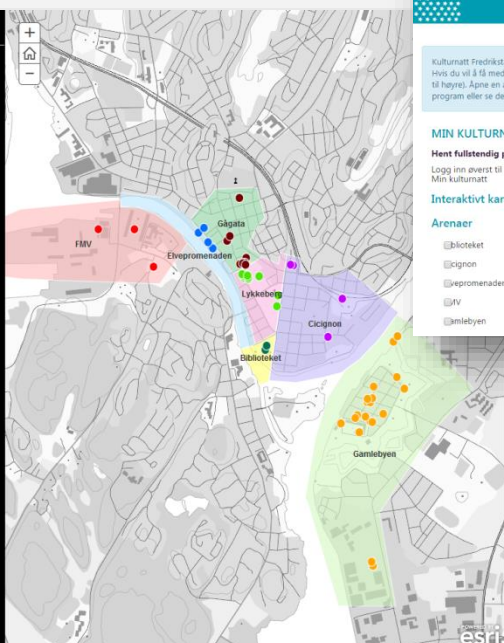 +
−
Gågata
FMV
Elvepromenaden
Lykkeberg
Cicignon
Biblioteket
Gamlebyen
esri
Kulturnatt Fredrikst
Hvis du vil å få med
til høyre). Åpne en a
program eller se de
MIN KULTURN
Hent fullstendig p
Logg inn øverst til
Min kulturnatt
Interaktivt kar
Arenaer
blioteket
cignon
vepromenaden
MV
amlebyen